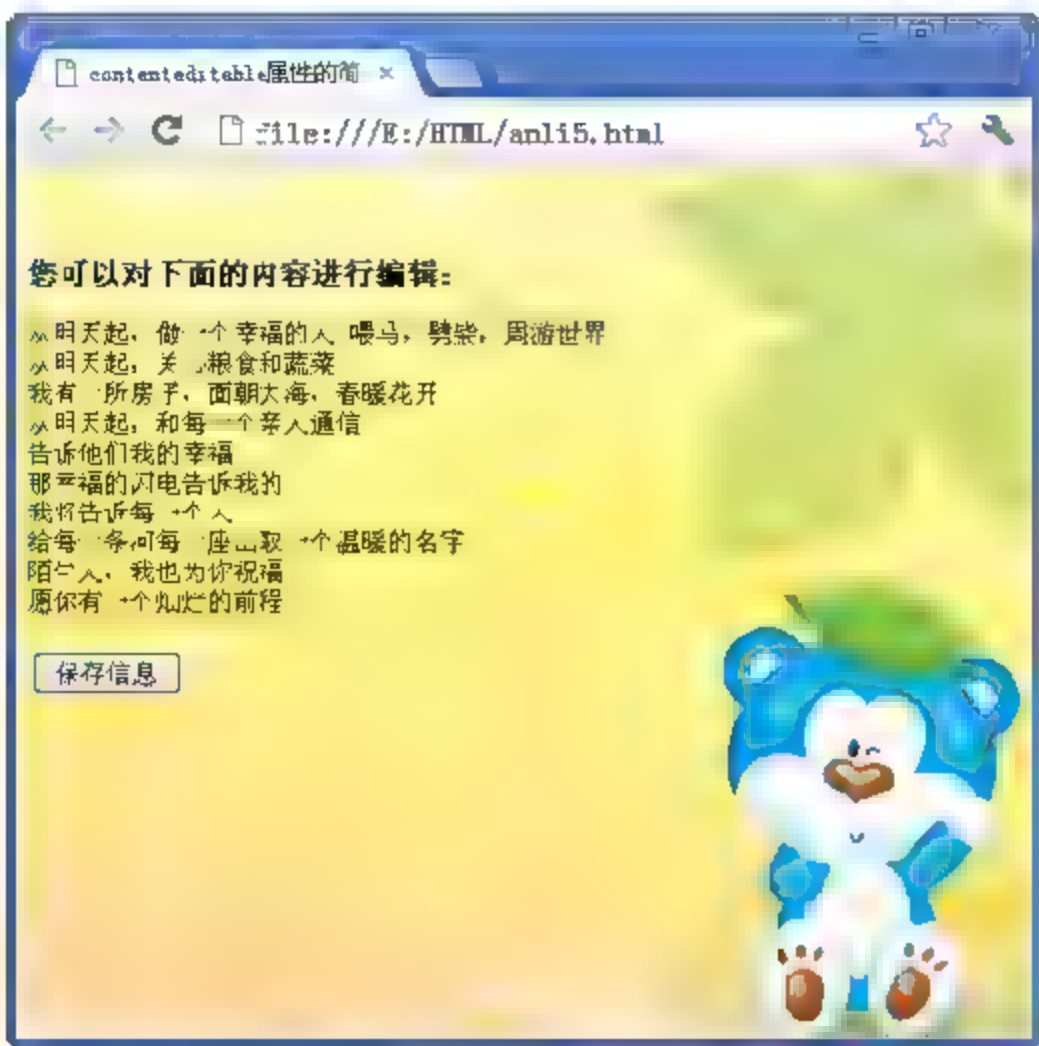 contenteditable属性的简
file:///E:/HTML/anli5.html
您可以对下面的内容进行编辑:
从明天起，做一个幸福的人 喂马，劈柴，周游世界
从明天起，关心粮食和蔬菜
我有一所房子，面朝大海，春暖花开
从明天起，和每一个亲人通信
告诉他们我的幸福
那幸福的闪电告诉我的
我将告诉每一个人
给每一条河每一座山取一个温暖的名字
陌生人，我也为你祝福
愿你有一个灿烂的前程
保存信息